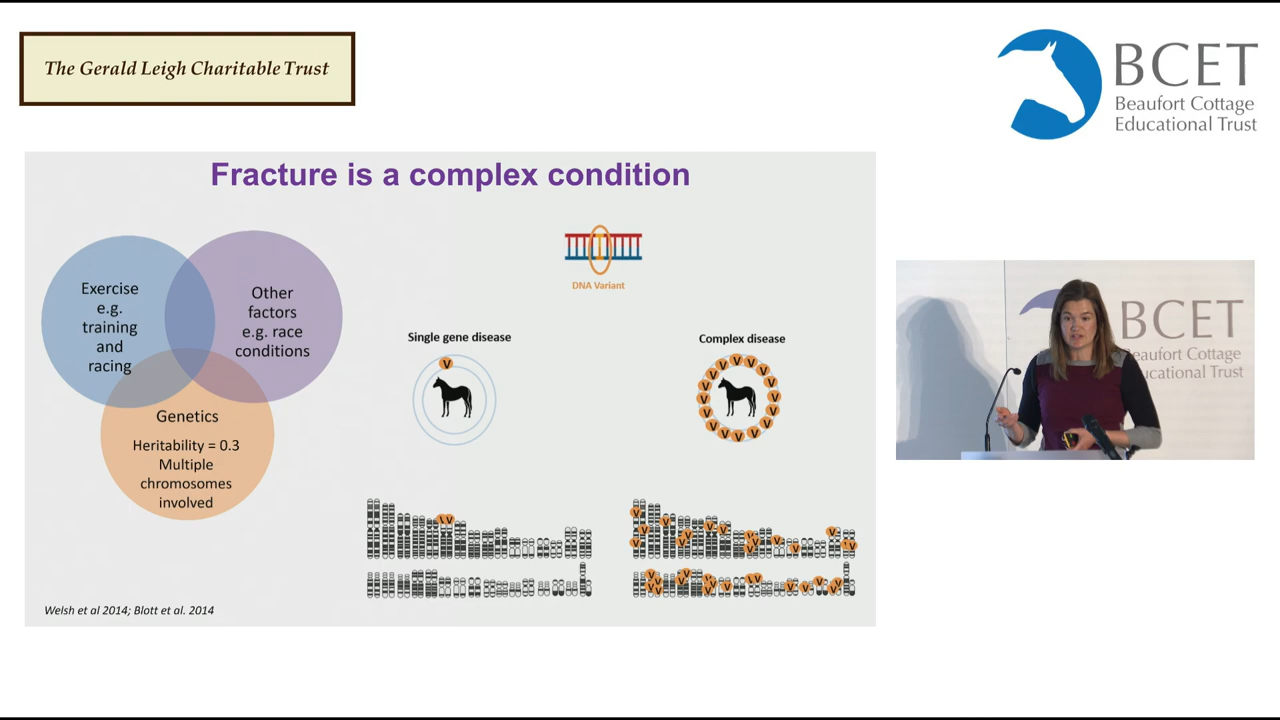 The Gerald Leigh Charitable Trust
BCET
Beaufort Cottage
Educational Trust
Fracture is a complex condition
Exercise
e.g.
training
and
racing
Other
factors
e.g. race
conditions
Genetics
Heritability = 0.3
Multiple
chromosomes
involved
DNA Variant
Single gene disease
V
Complex disease
V V V V V V V V V V V V V V V V V
Welsh et al 2014; Blott et al. 2014
BCET
Beaufort Cottage
Educational Trust